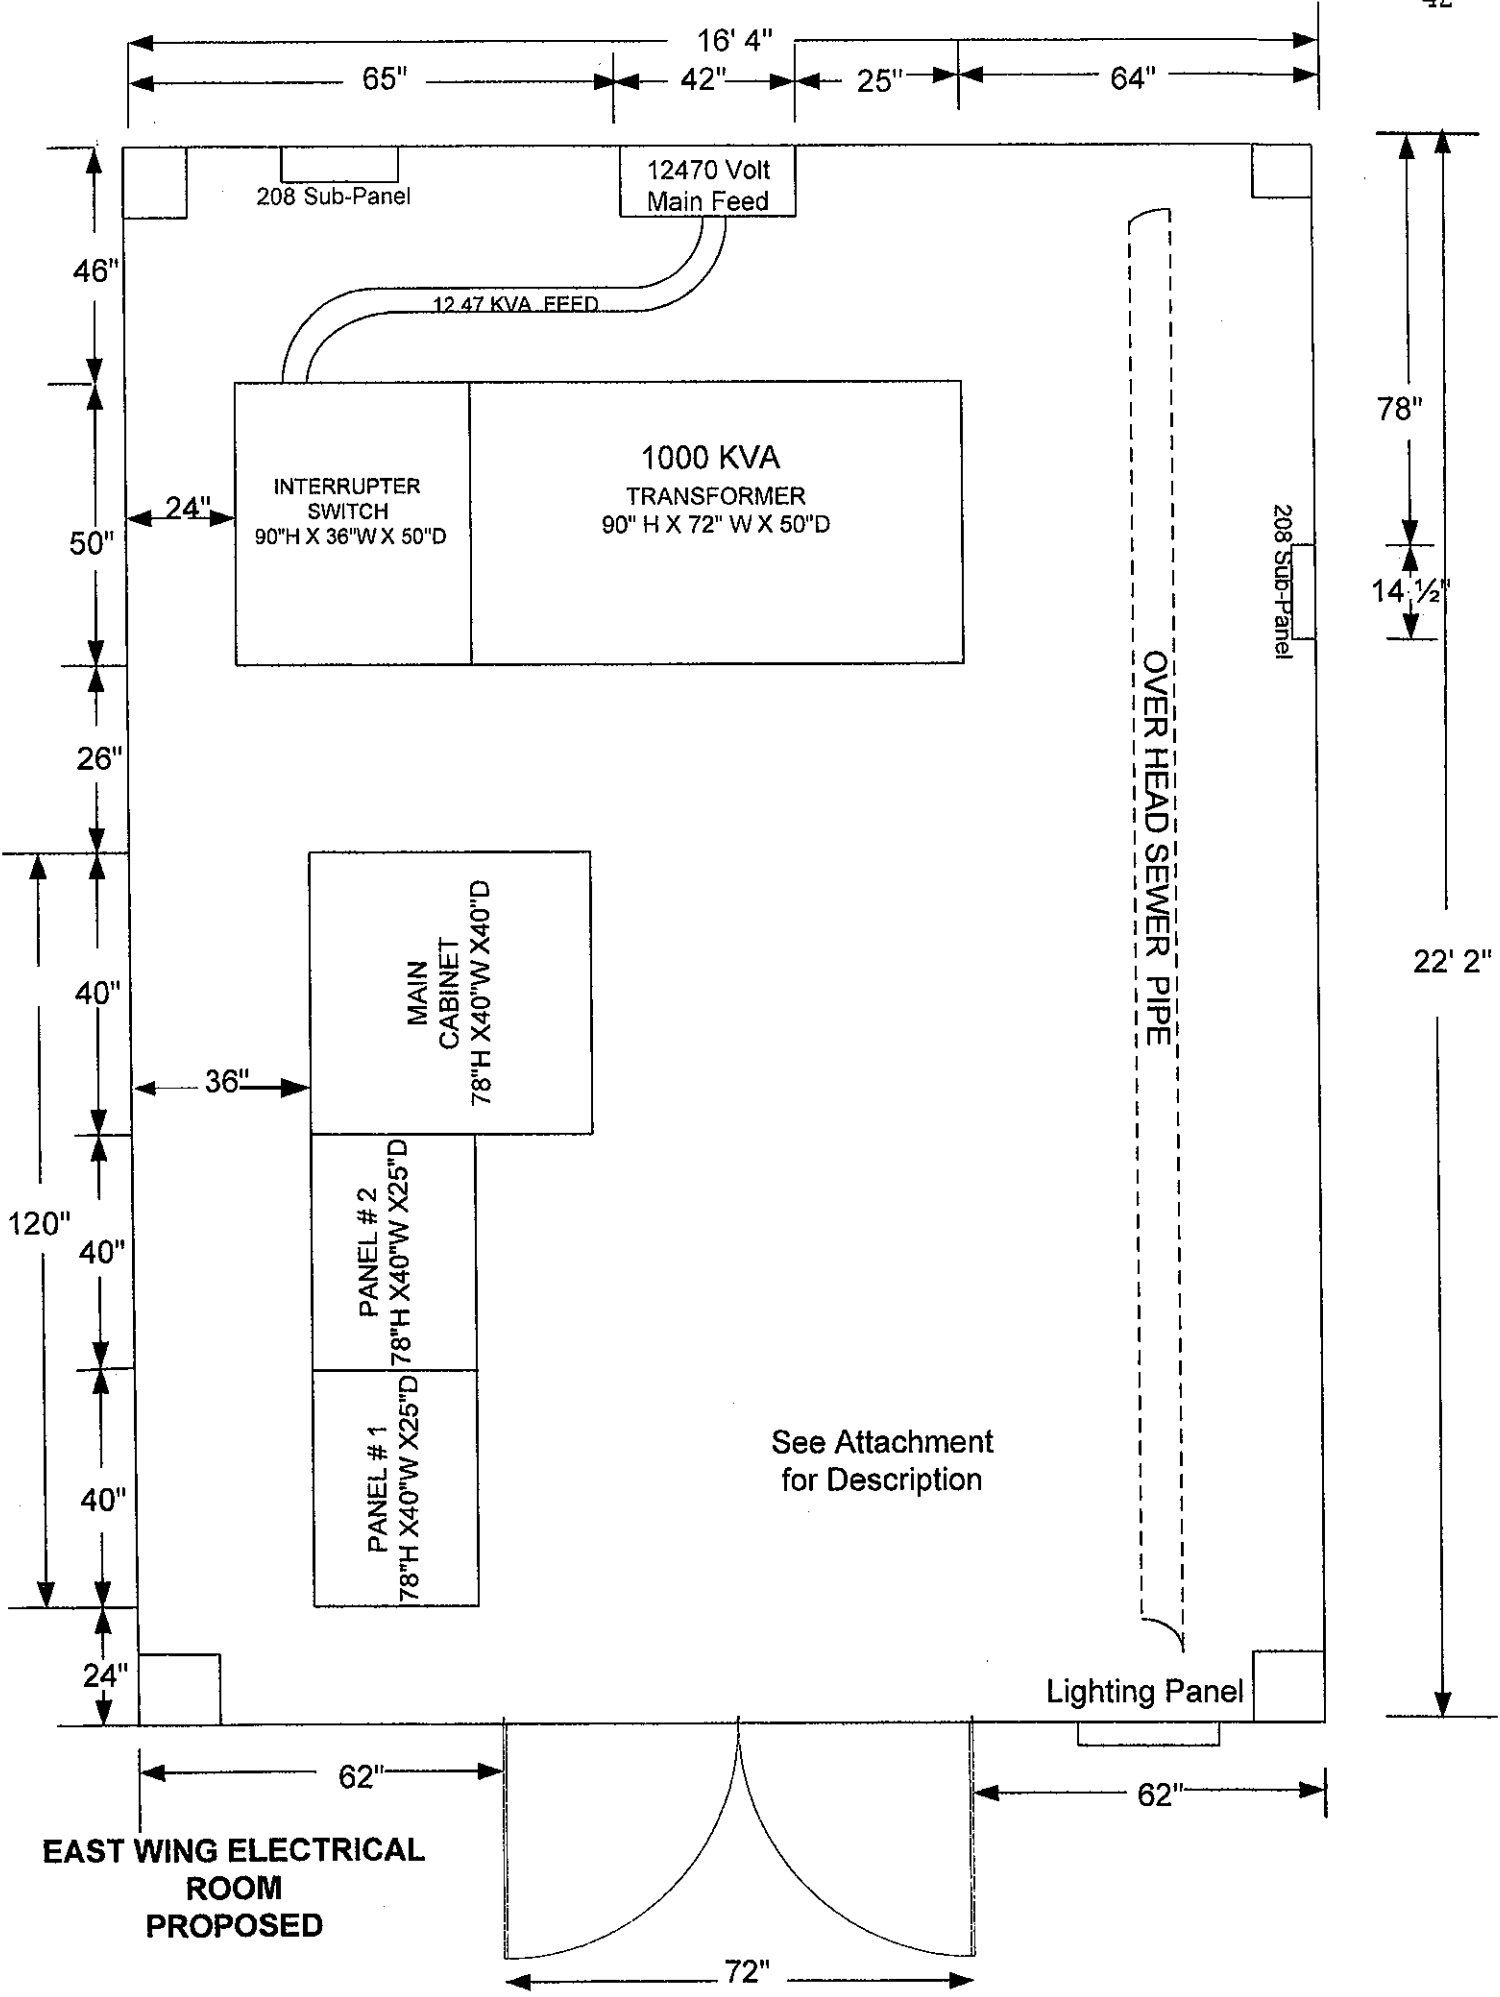 16' 4"
65"
42"
25"
64"
12470 Volt
Main Feed
208 Sub-Panel
46"
12.47 KVA FEED
78"
1000 KVA
TRANSFORMER
90" H X 72" W X 50"D
INTERRUPTER
SWITCH
90"H X 36"W X 50"D
24"
50"
208 Sub-Panel
14 ½"
OVER HEAD SEWER PIPE
26"
MAIN
CABINET
78"H X40"W X40"D
40"
22' 2"
36"
PANEL # 2
78"H X40"W X25"D
120"
40"
PANEL # 1
78"H X40"W X25"D
See Attachment
for Description
40"
24"
Lighting Panel
62"
62"
EAST WING ELECTRICAL
ROOM
PROPOSED
72"